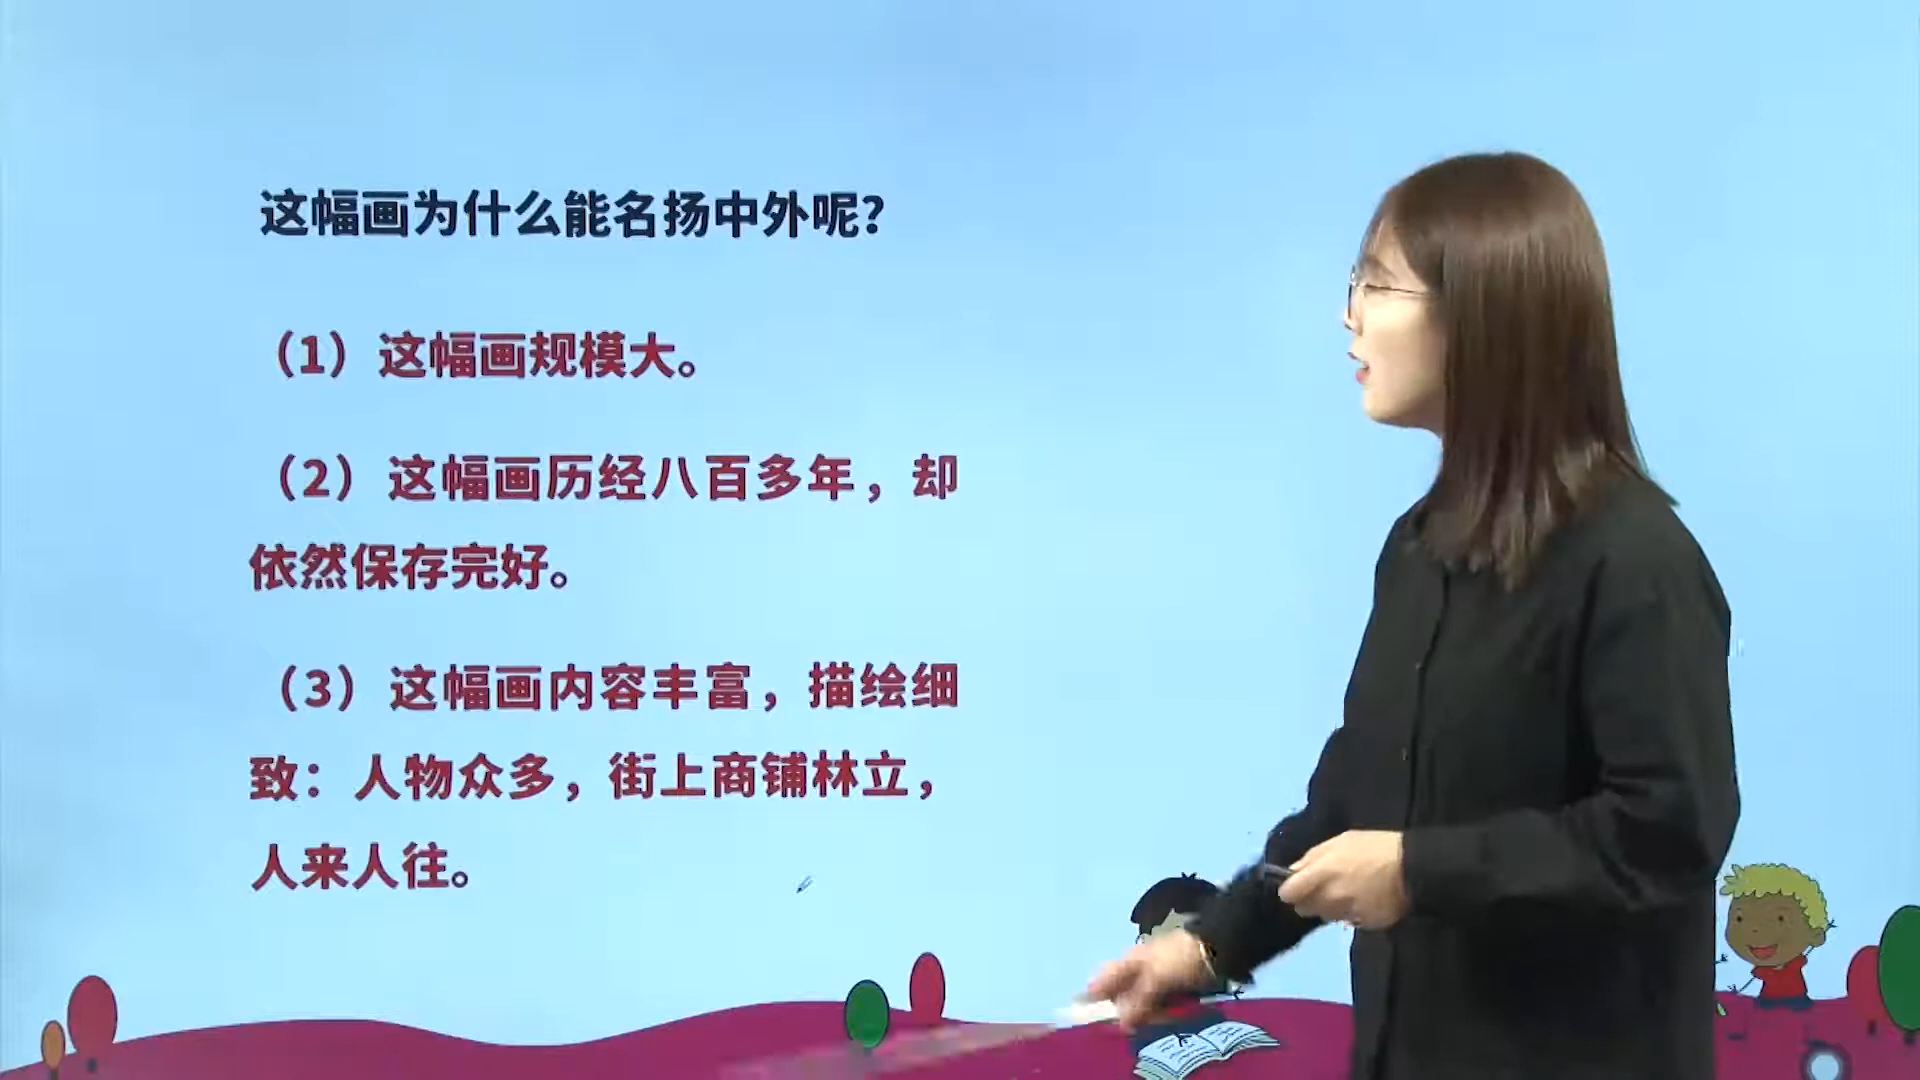 这幅画为什么能名扬中外呢？
（1）这幅画规模大。
（2）这幅画历经八百多年，却
依然保存完好。
（3）这幅画内容丰富，描绘细
致：人物众多，街上商铺林立，
人来人往。